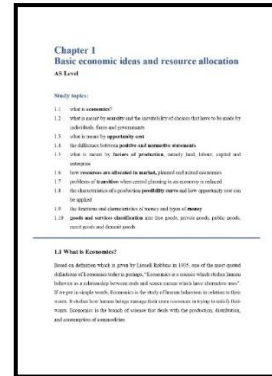 Chapter 1
Basic economic ideas and resource allocation
AS Level
Study topics:
1.1 what is economics?
1.2 what is meant by scarcity and the inevitability of choices that have to be made by
individuals, firms and governments
1.3 what is meant by opportunity cost
1.4 the difference between positive and normative statements
1.5 what is meant by factors of production, namely land, labour, capital and
enterprise
1.6 how resources are allocated in market, planned and mixed economies
1.7 problems of transition when central planning in an economy is reduced
1.8 the characteristics of a production possibility curve and how opportunity cost can
be applied
1.9 the functions and characteristics of money and types of money
1.10 goods and services classification into free goods, private goods, public goods,
merit goods and demerit goods
1.1 What is Economics?
Based on definition which is given by Lionell Robbins in 1935, one of the most quoted
definitions of Economics today is perhaps, "Economics is a science which studies human
behavior as a relationship between ends and scarce means which have alternative uses".
If we put in simple words, Economics is the study of human behaviour in relation to their
wants. It studies how human beings manage their scarce resources in trying to satisfy their
wants. Economics is the branch of science that deals with the production, distribution,
and consumption of commodities.